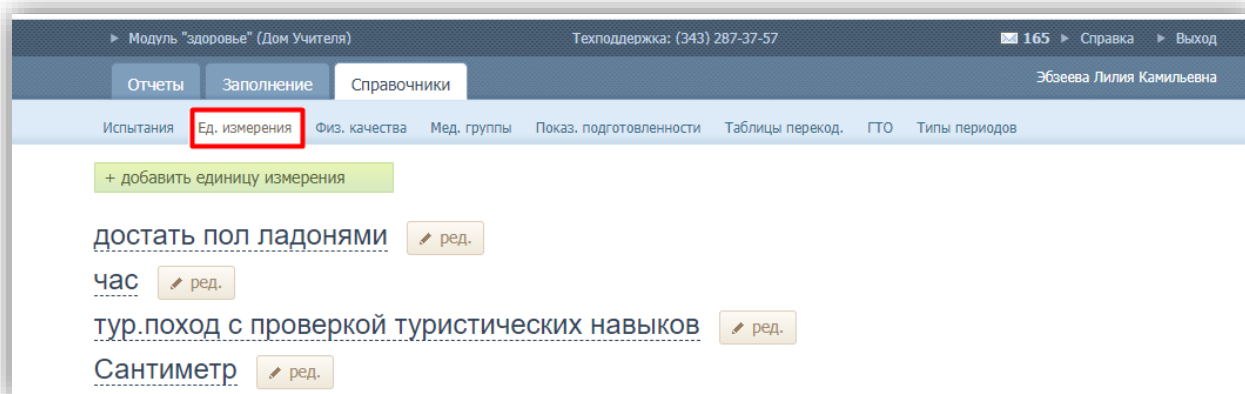 Модуль "здоровье" (Дом Учителя) Техподдержка: (343) 287-37-57 165 Справка Выход
Отчеты Заполнение Справочники Эбзеева Лилия Камильевна
Испытания Ед. измерения Физ. качества Мед. группы Показ. подготовленности Таблицы перекод. ГТО Типы периодов
+ добавить единицу измерения
достать пол ладонями ред.
час ред.
тур.поход с проверкой туристических навыков ред.
Сантиметр ред.